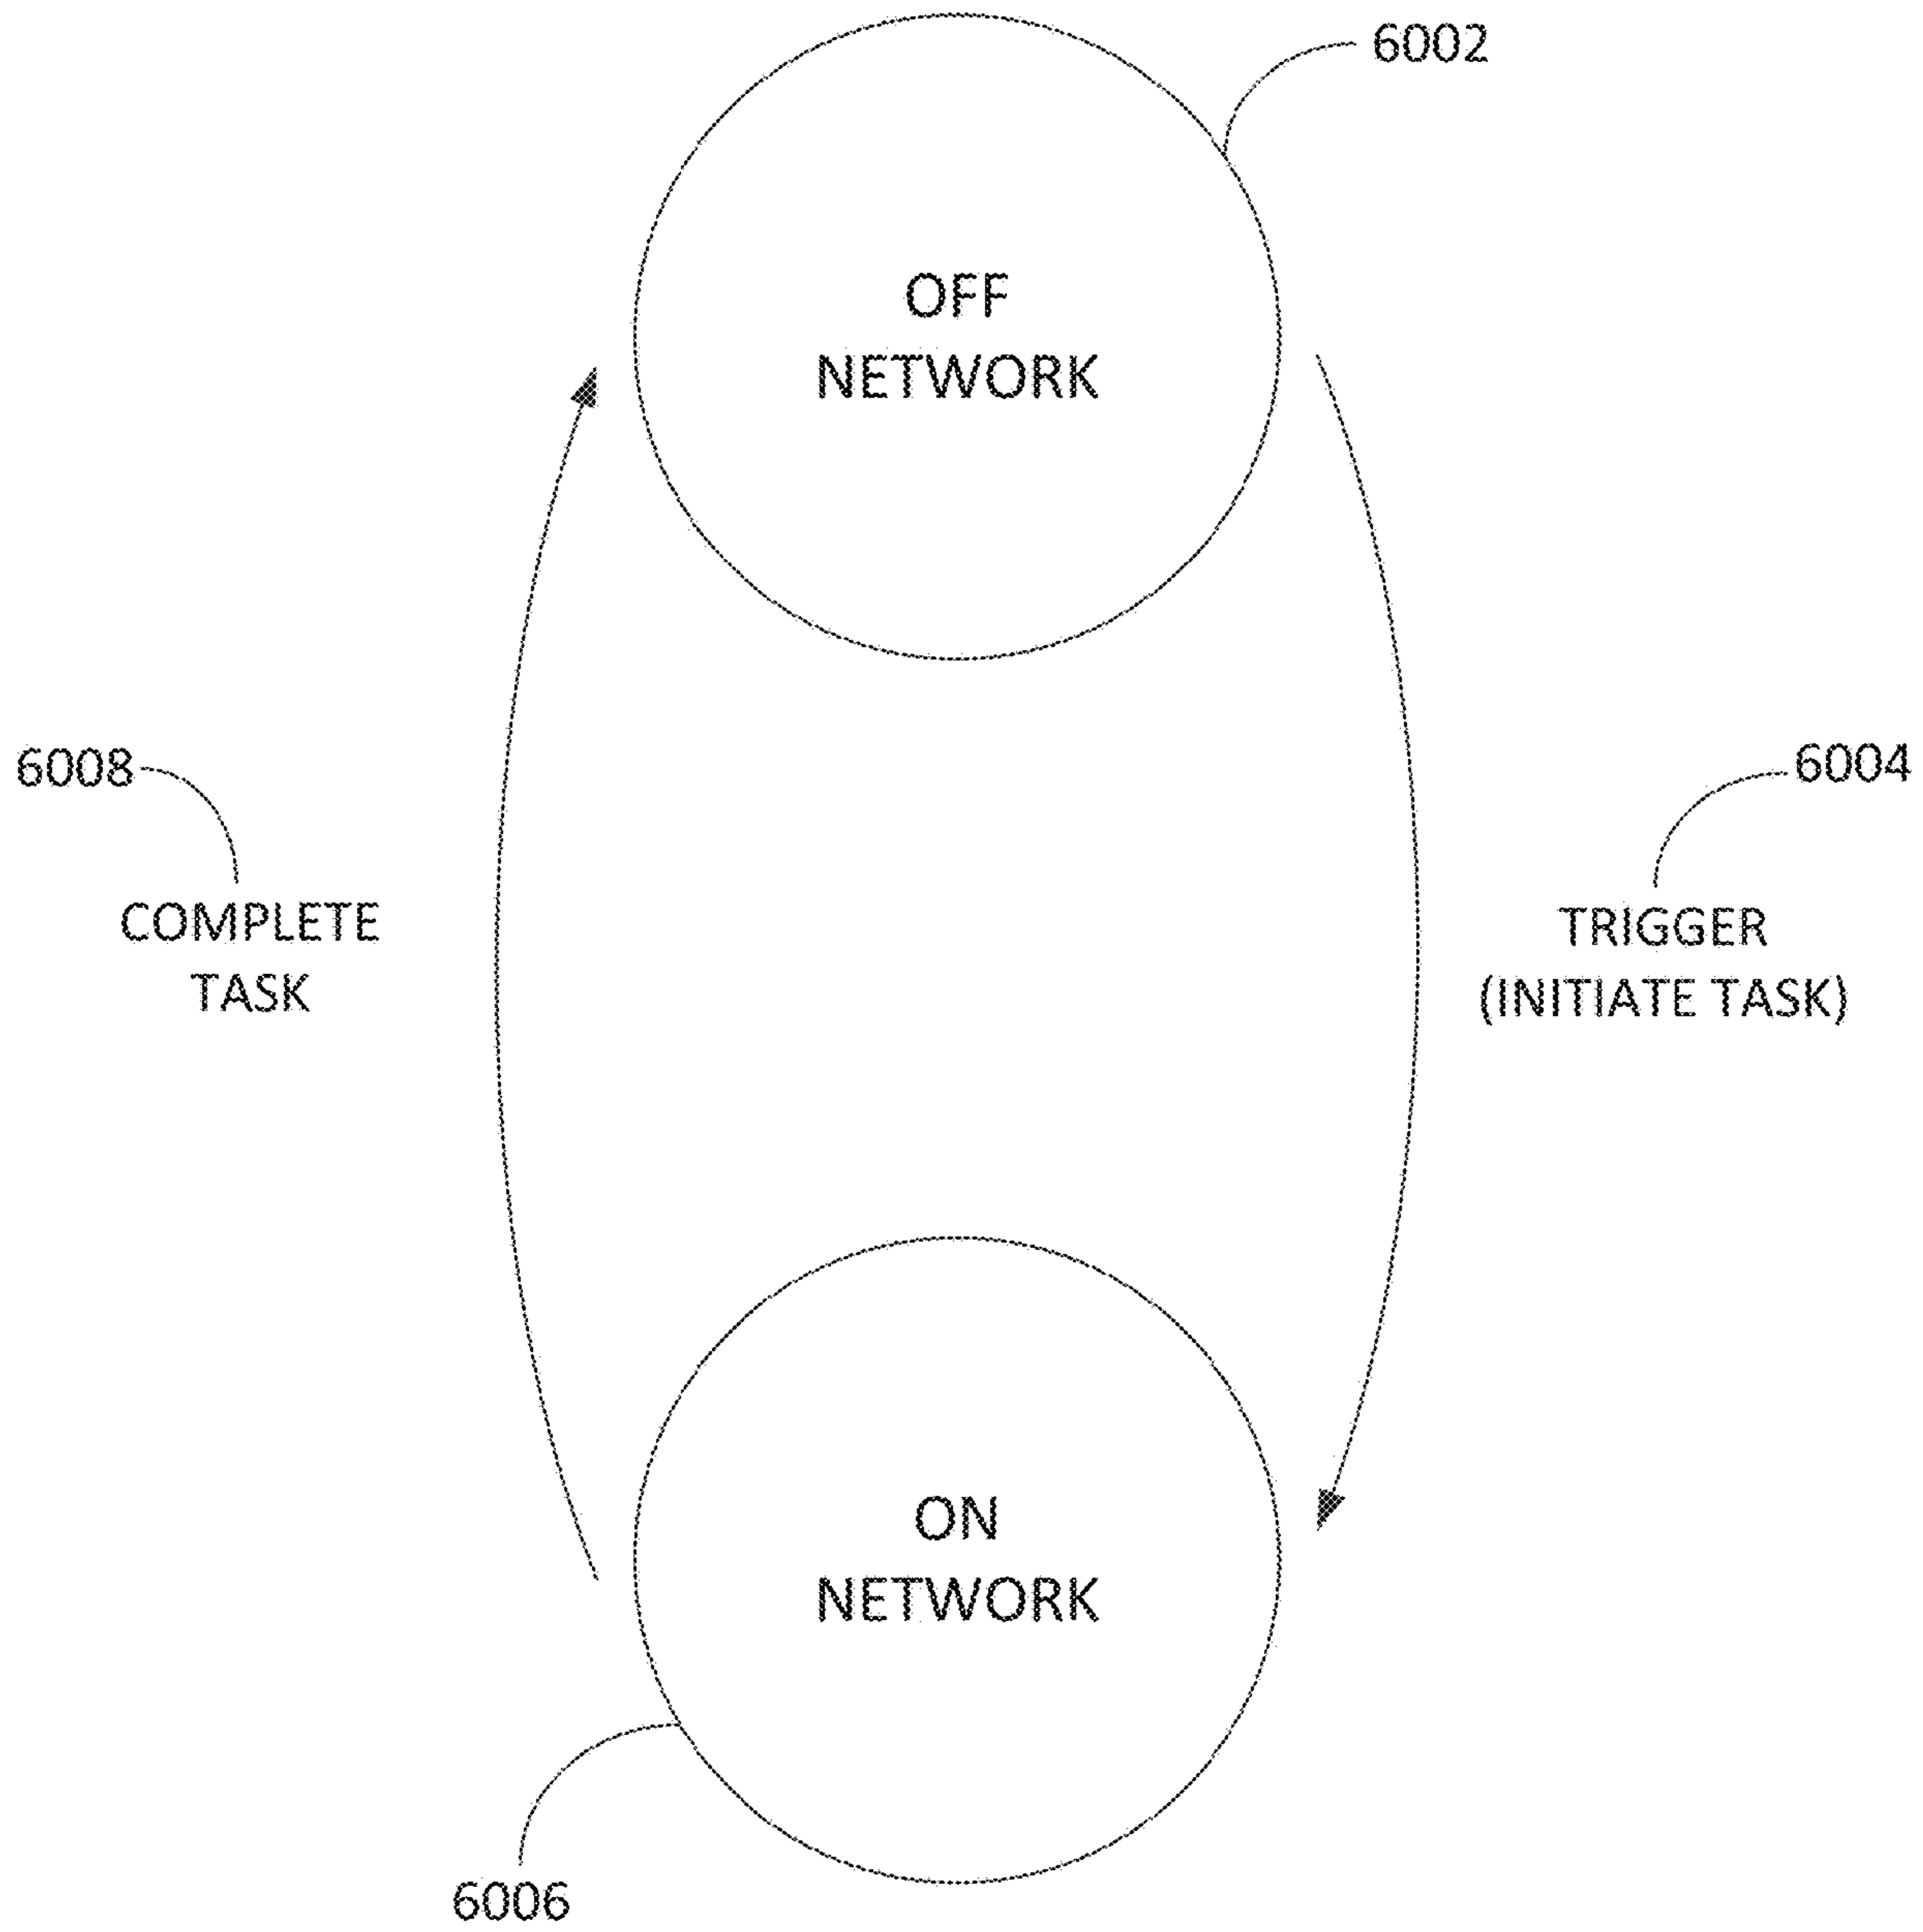 6002
OFF
NETWORK
6008
6004
COMPLETE
TASK
TRIGGER
(INITIATE TASK)
ON
NETWORK
6006